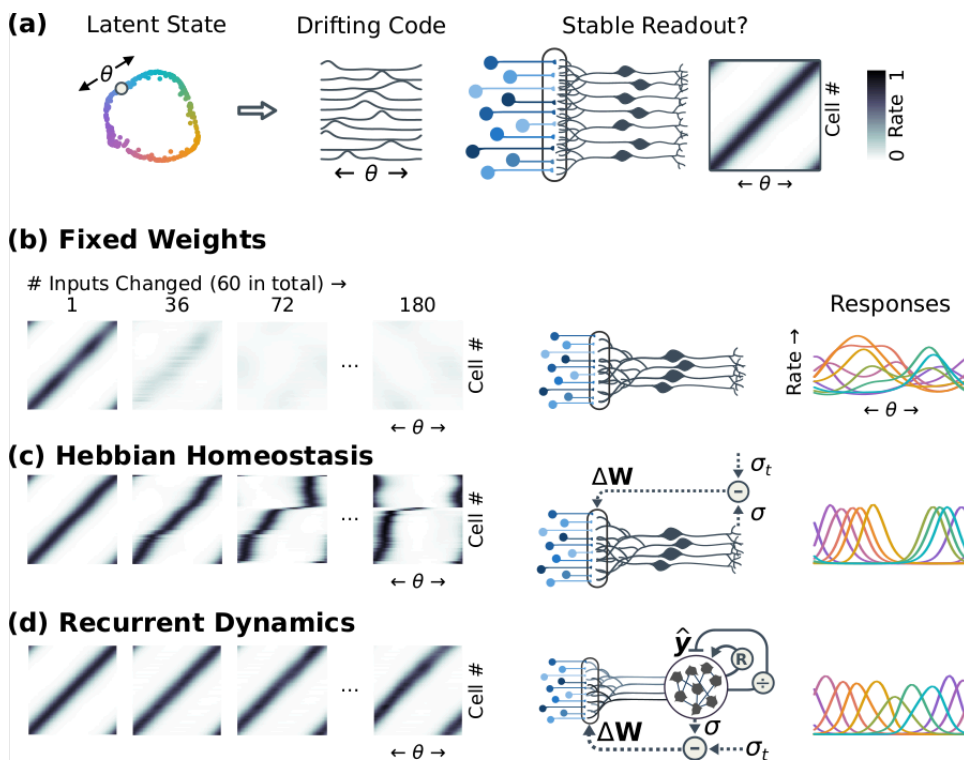 (a) Latent State Drifting Code Stable Readout?
θ
← θ →
← θ →
Cell #
0 Rate 1
(b) Fixed Weights
# Inputs Changed (60 in total) →
1 36 72 180
...
Cell #
← θ →
Responses
Rate →
← θ →
(c) Hebbian Homeostasis
...
Cell #
← θ →
ΔW
σt
−
σ
(d) Recurrent Dynamics
...
Cell #
← θ →
ŷ
R
÷
ΔW
σ
−
σt